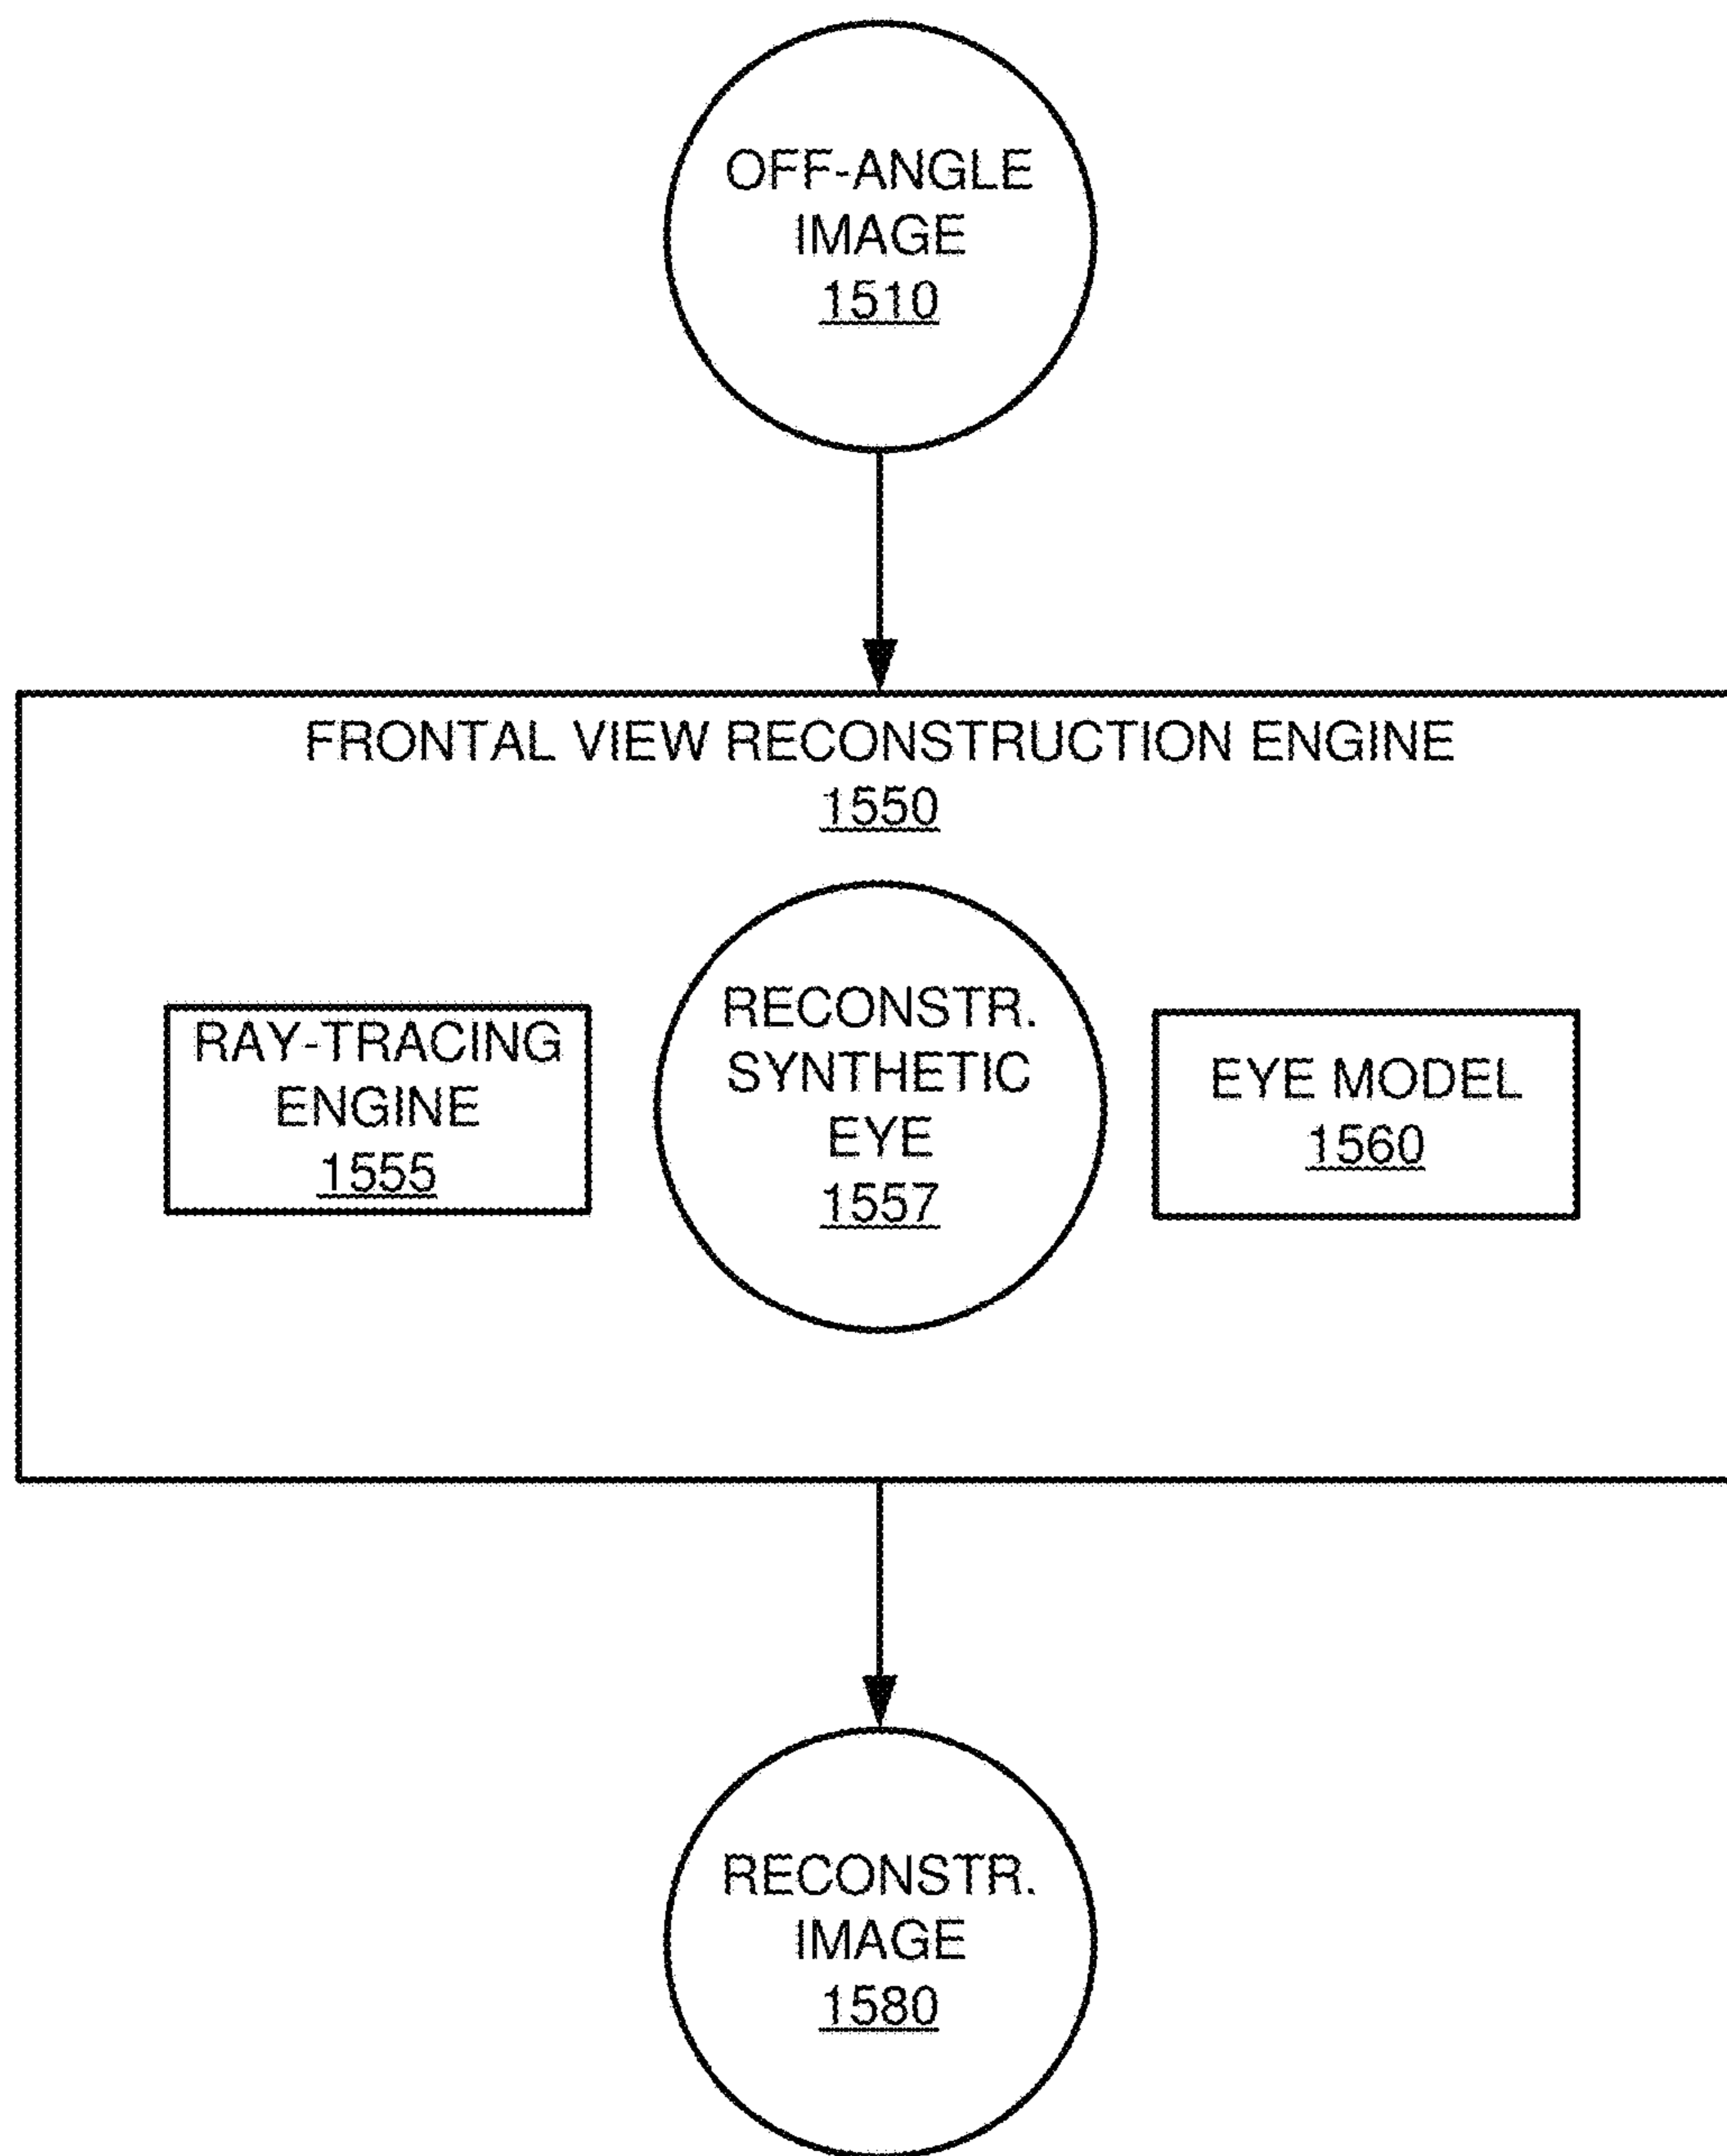 OFF-ANGLE
IMAGE
1510
FRONTAL VIEW RECONSTRUCTION ENGINE
1550
RAY-TRACING
ENGINE
1555
RECONSTR.
SYNTHETIC
EYE
1557
EYE MODEL
1560
RECONSTR.
IMAGE
1580